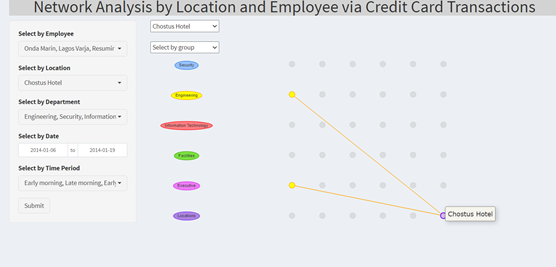 Network Analysis by Location and Employee via Credit Card Transactions
Select by Employee
Onda Marin, Lagos Varja, Resumir
Select by Location
Chostus Hotel
Select by Department
Engineering, Security, Information
Select by Date
2014-01-06 to 2014-01-19
Select by Time Period
Early morning, Late morning, Early
Submit
Chostus Hotel
Select by group
Security
Engineering
Information Technology
Facilities
Executive
Locations
Chostus Hotel